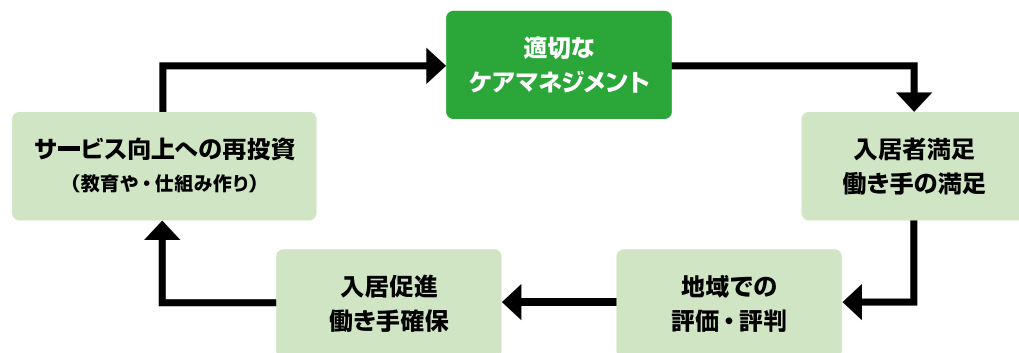 適切な
ケアマネジメント
サービス向上への再投資
（教育や・仕組み作り）
入居者満足
働き手の満足
入居促進
働き手確保
地域での
評価・評判